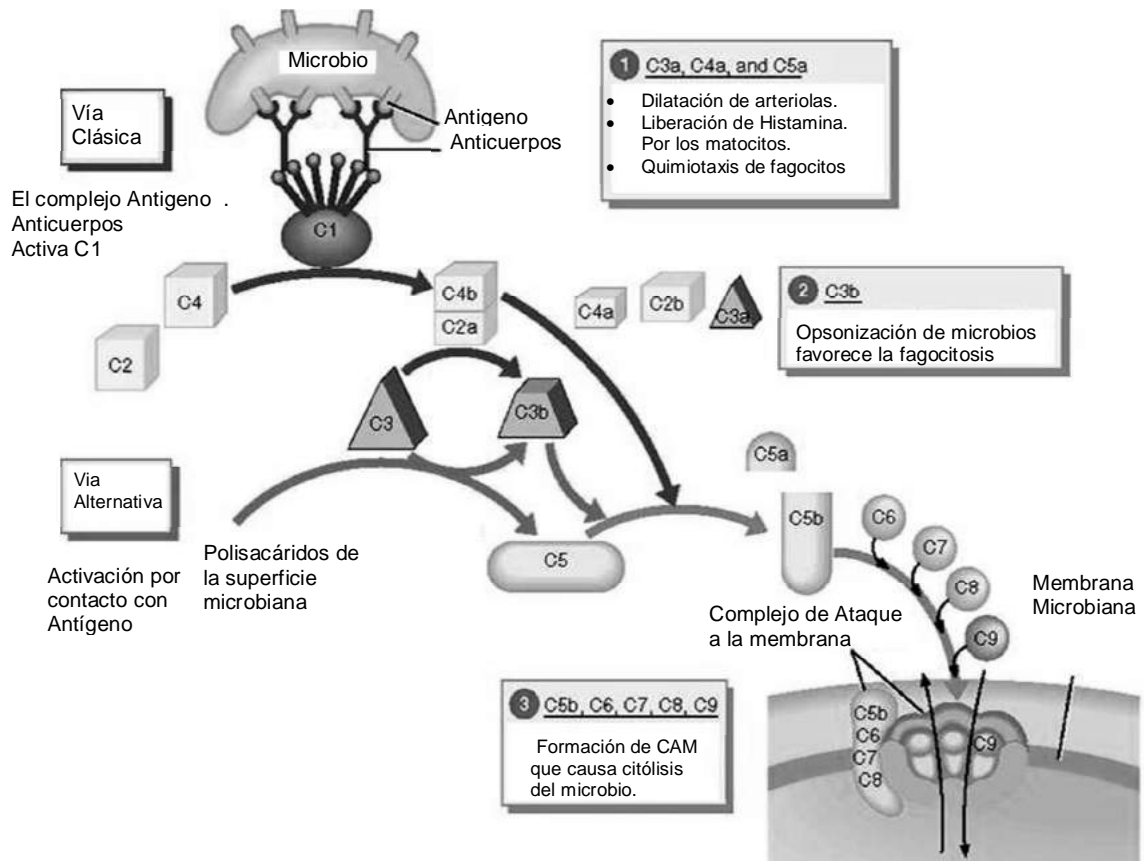 Microbio
Vía
Clásica
Antígeno
Anticuerpos
El complejo Antigeno .
Anticuerpos
Activa C1
C1
1 C3a, C4a, and C5a
• Dilatación de arteriolas.
• Liberación de Histamina.
Por los matocitos.
• Quimiotaxis de fagocitos
C4
C2
C4b
C2a
C4a
C2b
C3a
2 C3b
Opsonización de microbios
favorece la fagocitosis
C3
C3b
Via
Alternativa
Activación por
contacto con
Antígeno
Polisacáridos de
la superficie
microbiana
C5
C5a
C5b
C6
C7
C8
C9
Complejo de Ataque
a la membrana
Membrana
Microbiana
3 C5b, C6, C7, C8, C9
Formación de CAM
que causa citólisis
del microbio.
C5b
C6
C7
C8
C9